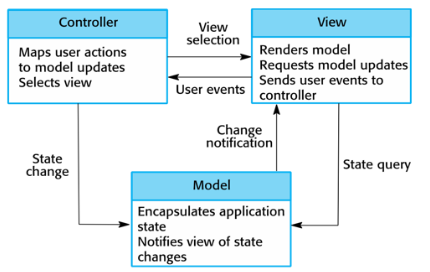 Controller
Maps user actions
to model updates
Selects view
View
selection
User events
View
Renders model
Requests model updates
Sends user events to
controller
State
change
Change
notification
State query
Model
Encapsulates application
state
Notifies view of state
changes